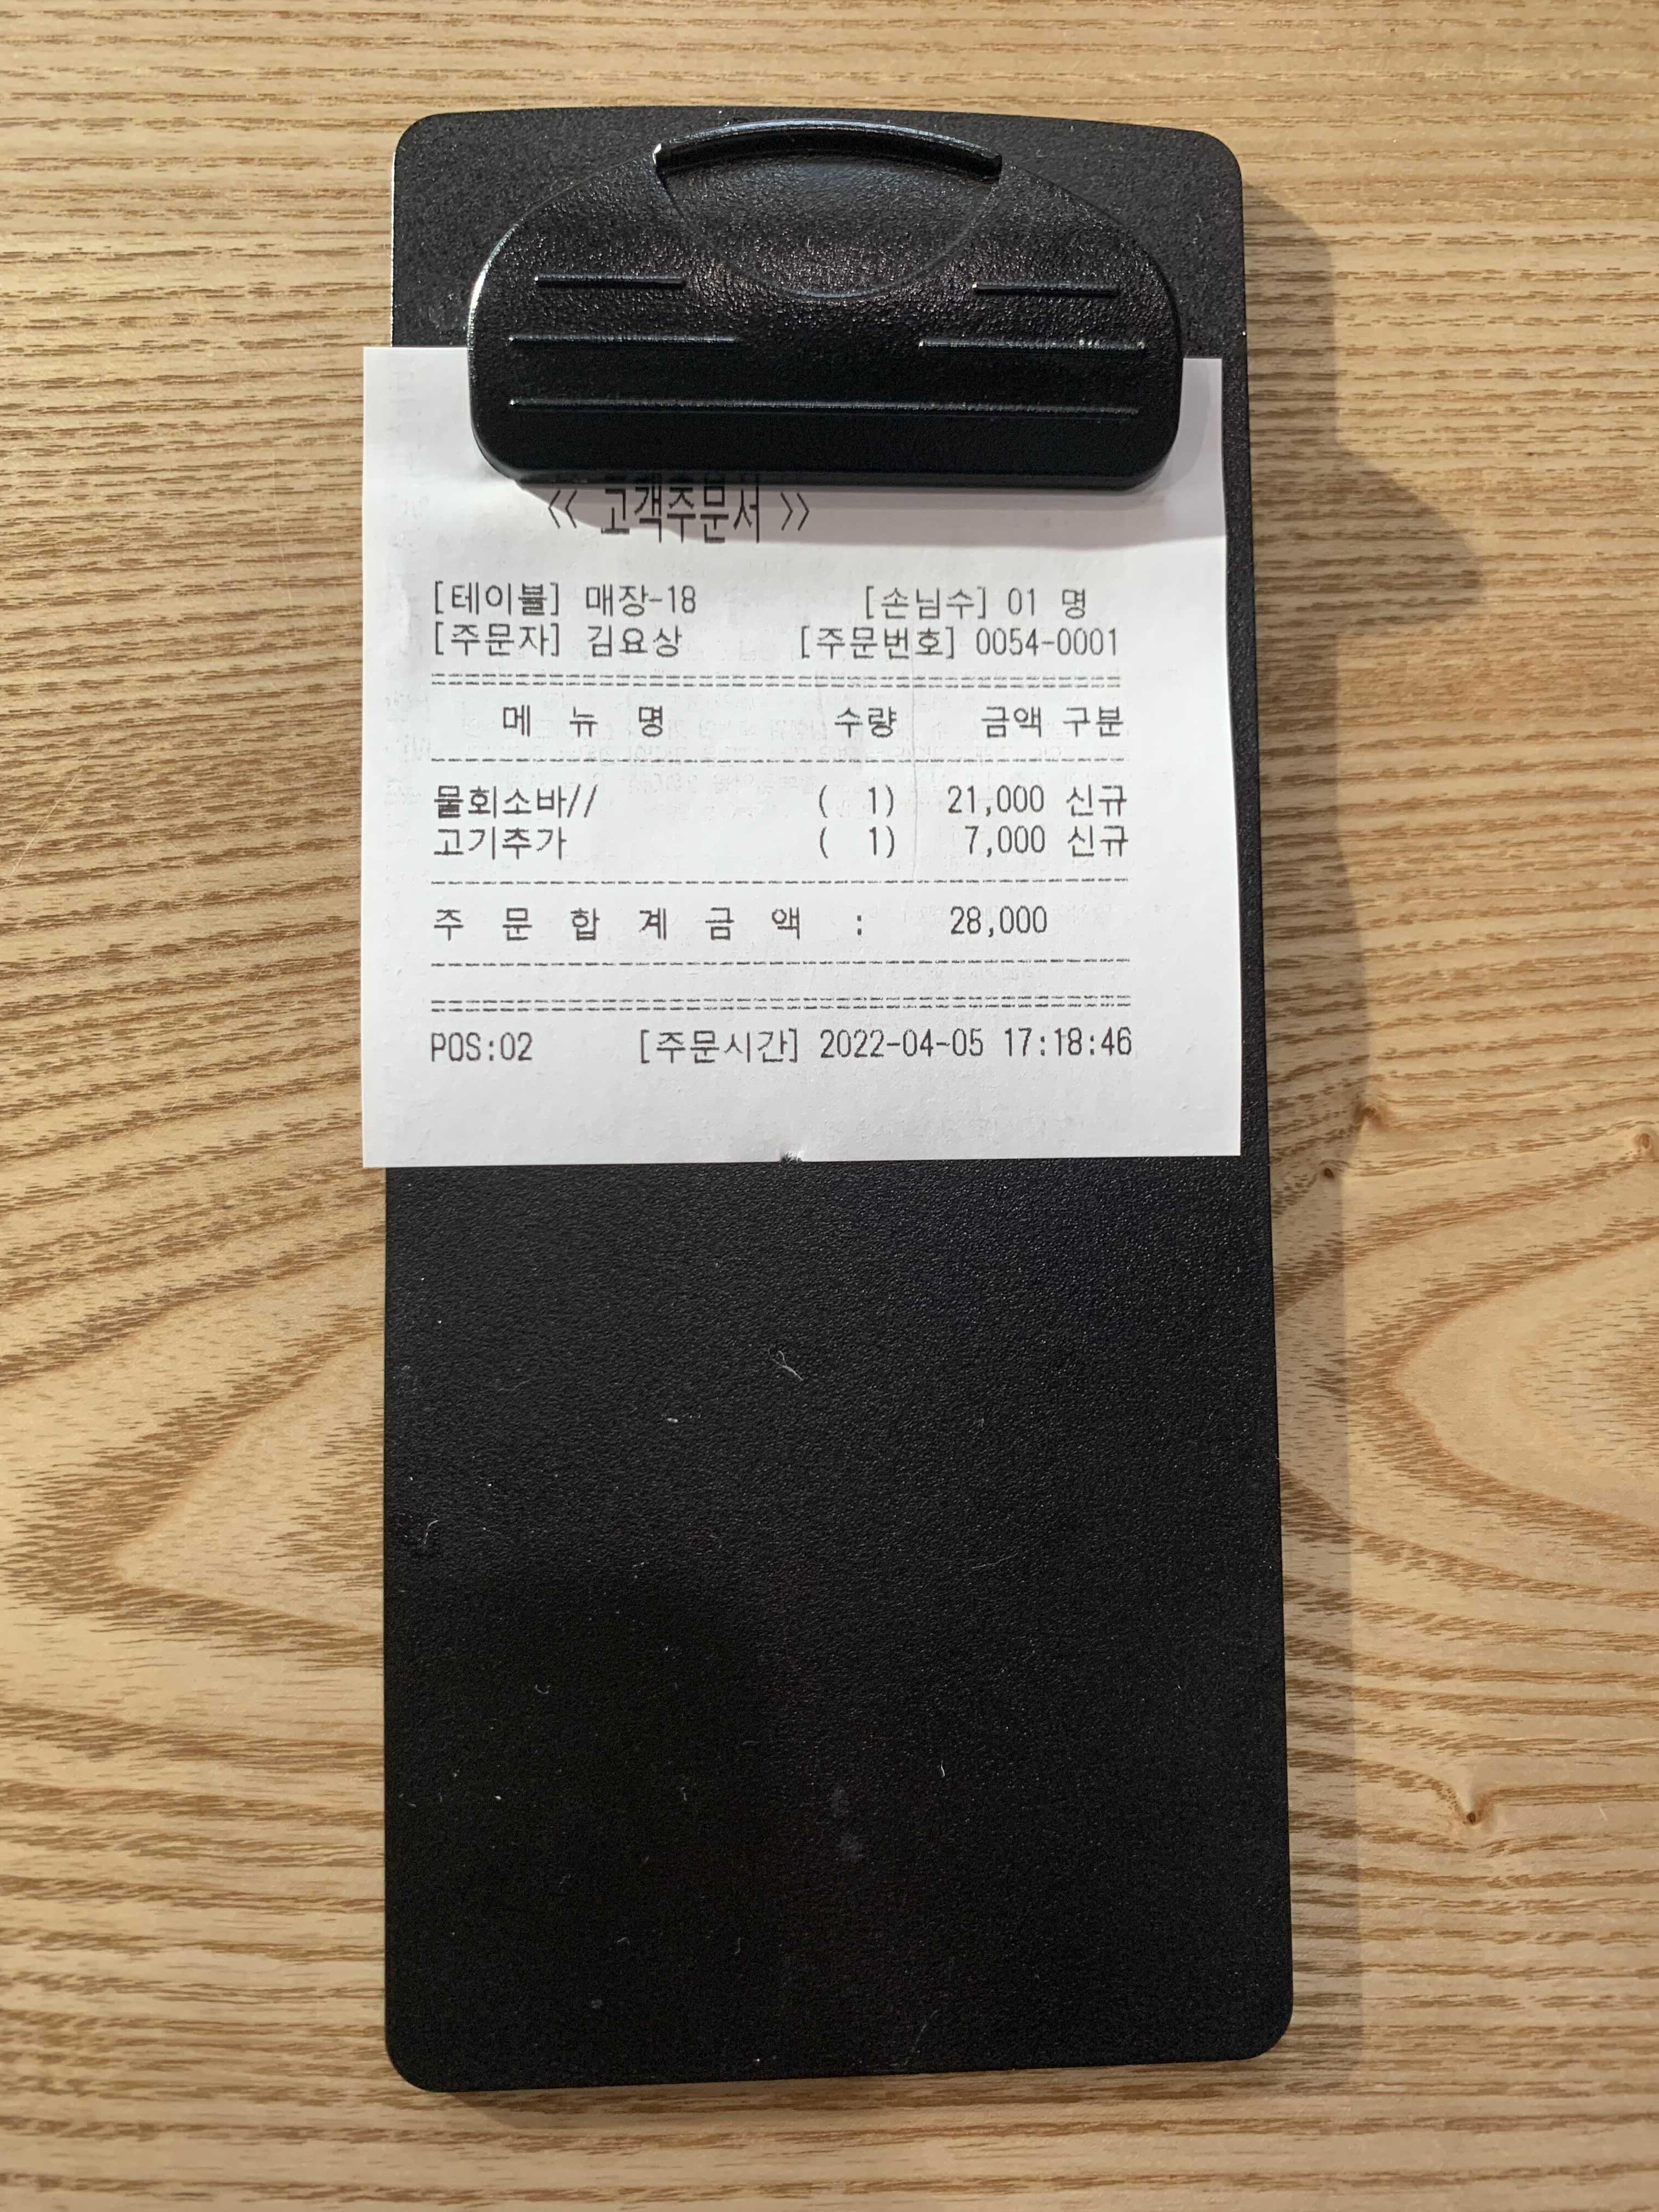 << 고객주문서 >>
[테이블] 매장-18 [손님수] 01 명
[주문자] 김요상 [주문번호] 0054-0001
메 뉴 명 수량 금액 구분
물회소바// ( 1) 21,000 신규
고기추가 ( 1) 7,000 신규
주 문 합 계 금 액 : 28,000
POS:02 [주문시간] 2022-04-05 17:18:46